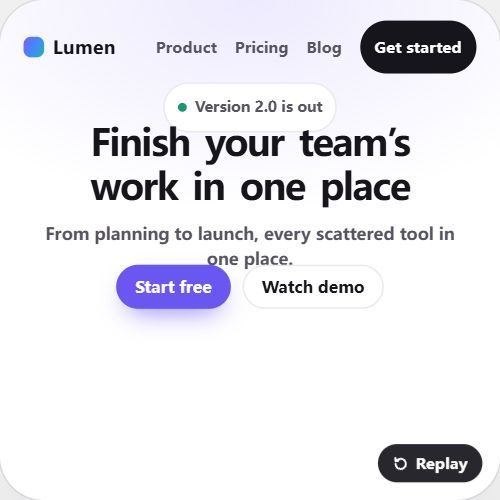 Lumen
Product Pricing Blog Get started
Version 2.0 is out
Finish your team’s
work in one place
From planning to launch, every scattered tool in
one place.
Start free Watch demo
Replay